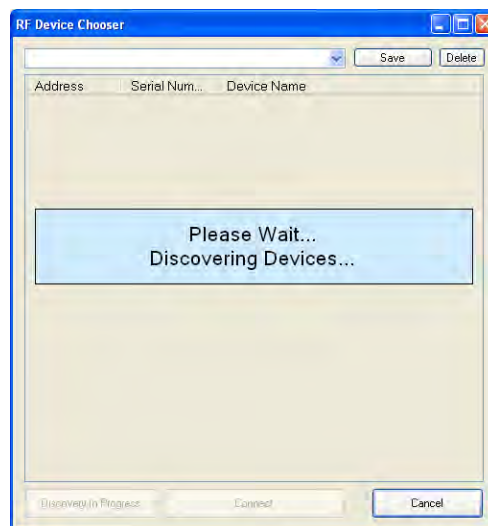 RF Device Chooser
Save Delete
Address Serial Num... Device Name
Please Wait...
Discovering Devices...
Discovery In Progress Connect Cancel